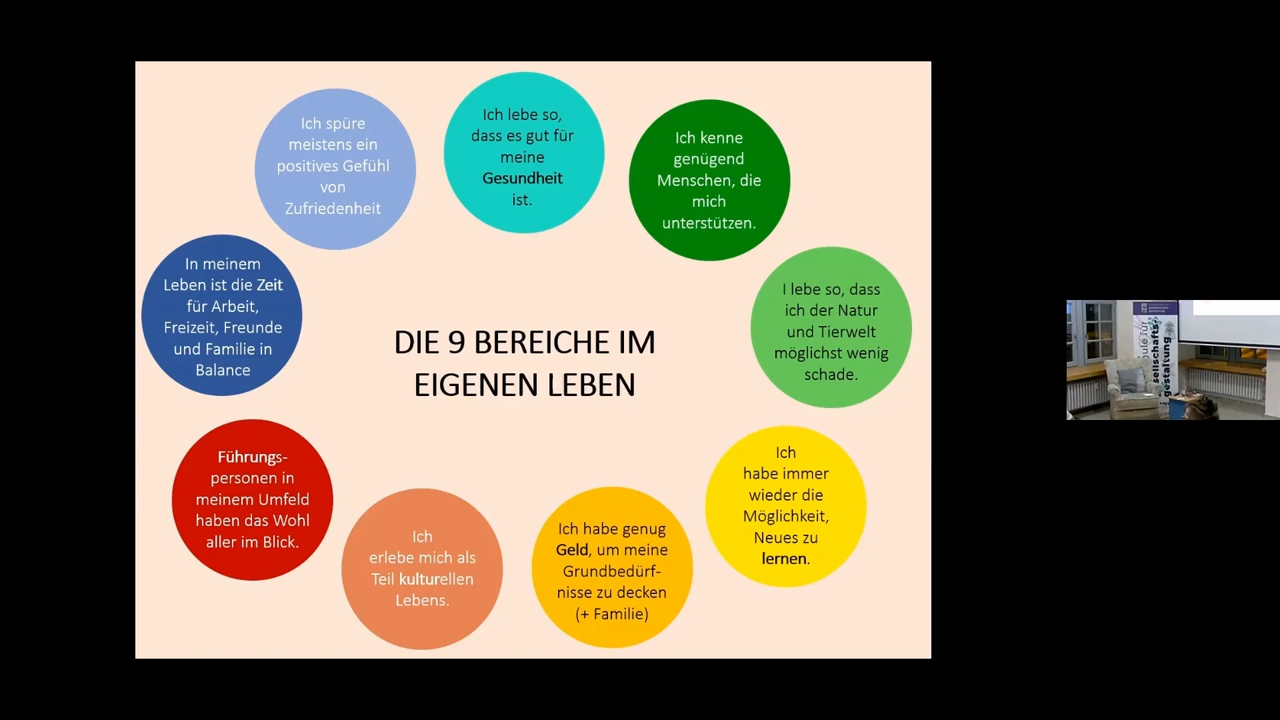 Ich spüre
meistens ein
positives Gefühl
von
Zufriedenheit
Ich lebe so,
dass es gut für
meine
Gesundheit
ist.
Ich kenne
genügend
Menschen, die
mich
unterstützen.
In meinem
Leben ist die Zeit
für Arbeit,
Freizeit, Freunde
und Familie in
Balance
I lebe so, dass
ich der Natur
und Tierwelt
möglichst wenig
schade.
DIE 9 BEREICHE IM
EIGENEN LEBEN
Führungs-
personen in
meinem Umfeld
haben das Wohl
aller im Blick.
Ich
erlebe mich als
Teil kulturellen
Lebens.
Ich habe genug
Geld, um meine
Grundbedürf-
nisse zu decken
(+ Familie)
Ich
habe immer
wieder die
Möglichkeit,
Neues zu
lernen.
sellschafts-
gestaltung